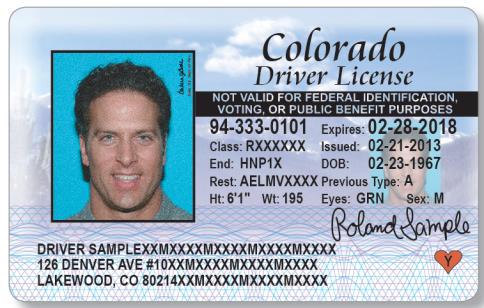 Colorado
Driver License
NOT VALID FOR FEDERAL IDENTIFICATION,
VOTING, OR PUBLIC BENEFIT PURPOSES
94-333-0101 Expires: 02-28-2018
Class: RXXXXXX Issued: 02-21-2013
End: HNP1X DOB: 02-23-1967
Rest: AELMVXXXX Previous Type: A
Ht: 6'1" Wt: 195 Eyes: GRN Sex: M
Roland Sample
Y
DRIVER SAMPLEXXMXXXXMXXXXMXXXXMXXXX
126 DENVER AVE #10XXMXXXXMXXXXMXXXX
LAKEWOOD, CO 80214XXMXXXXMXXXXMXXXX